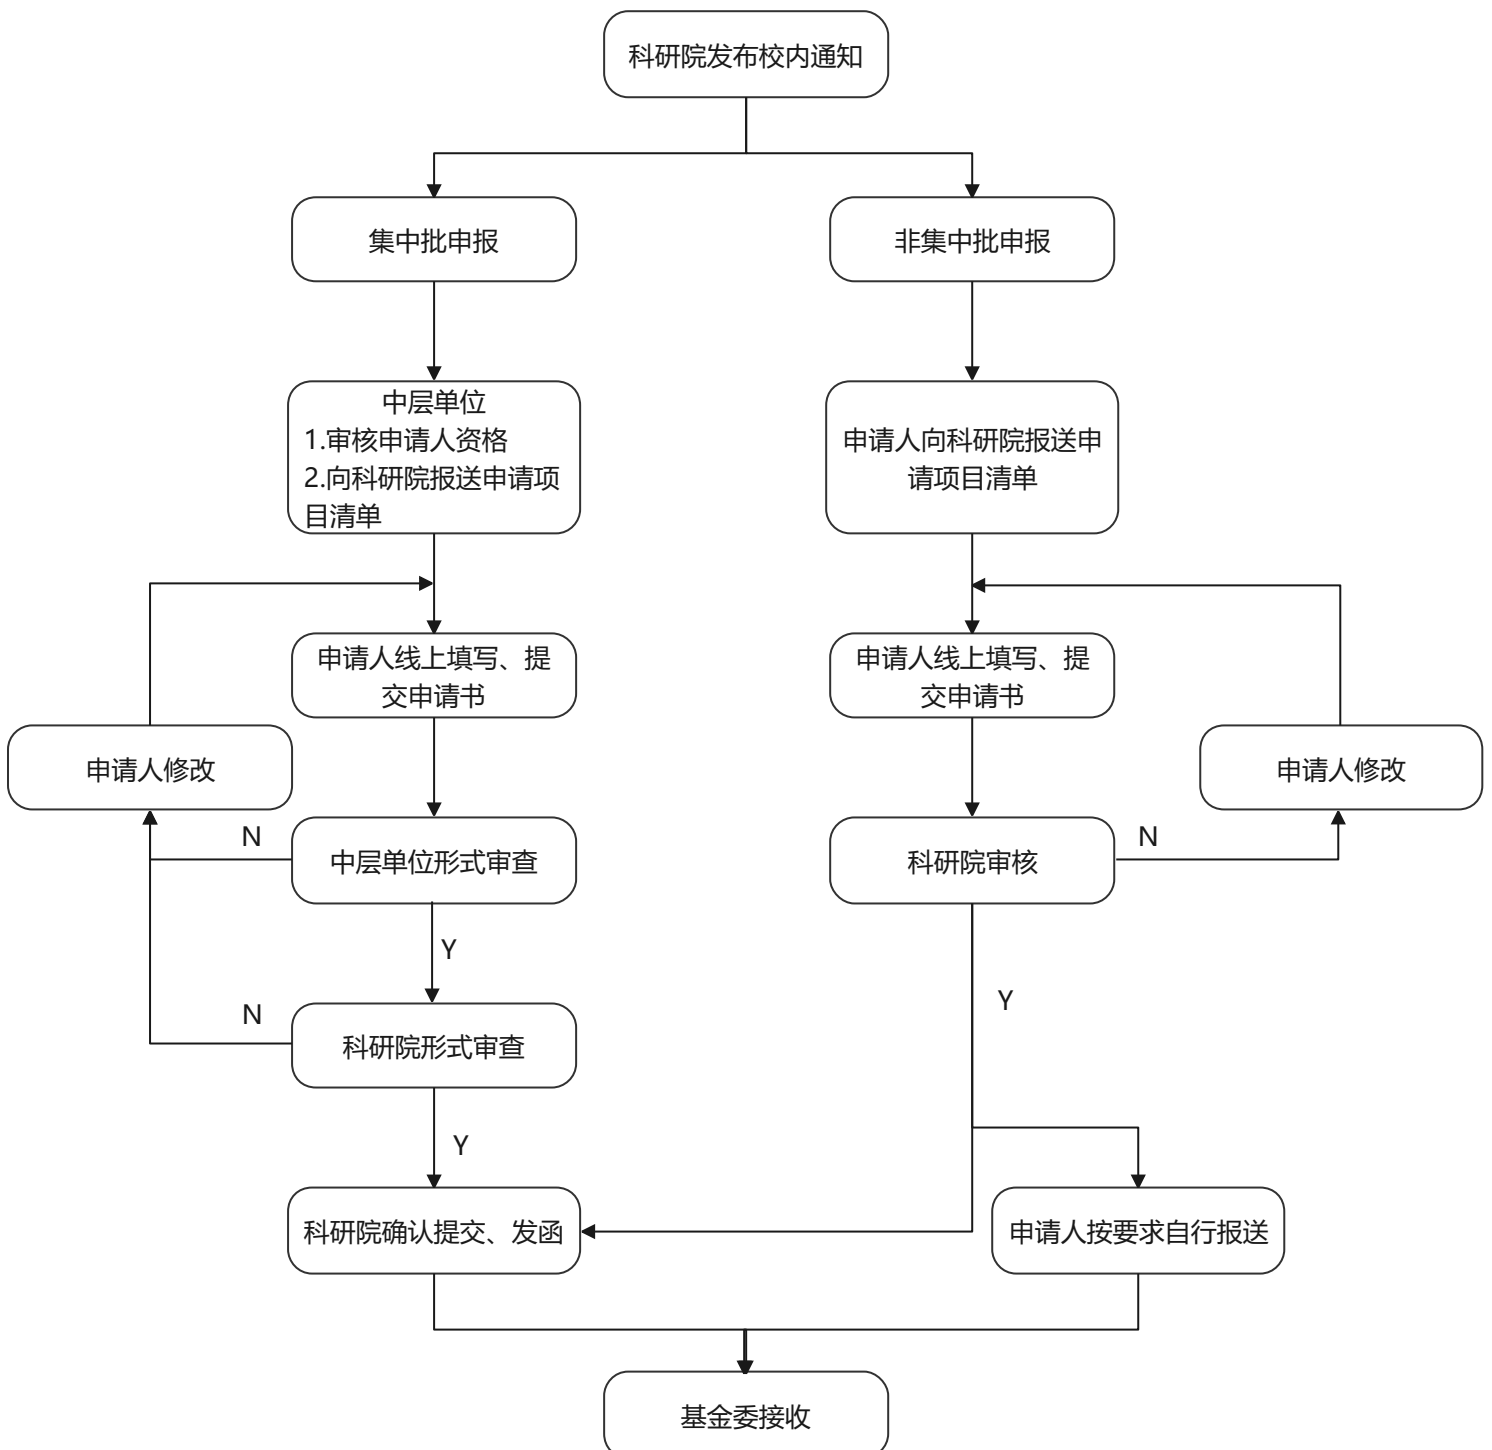 科研院发布校内通知
集中批申报
非集中批申报
中层单位
1.审核申请人资格
2.向科研院报送申请项
目清单
申请人向科研院报送申
请项目清单
申请人线上填写、提
交申请书
申请人线上填写、提
交申请书
申请人修改
申请人修改
N
中层单位形式审查
科研院审核
N
Y
N
Y
科研院形式审查
Y
科研院确认提交、发函
申请人按要求自行报送
基金委接收